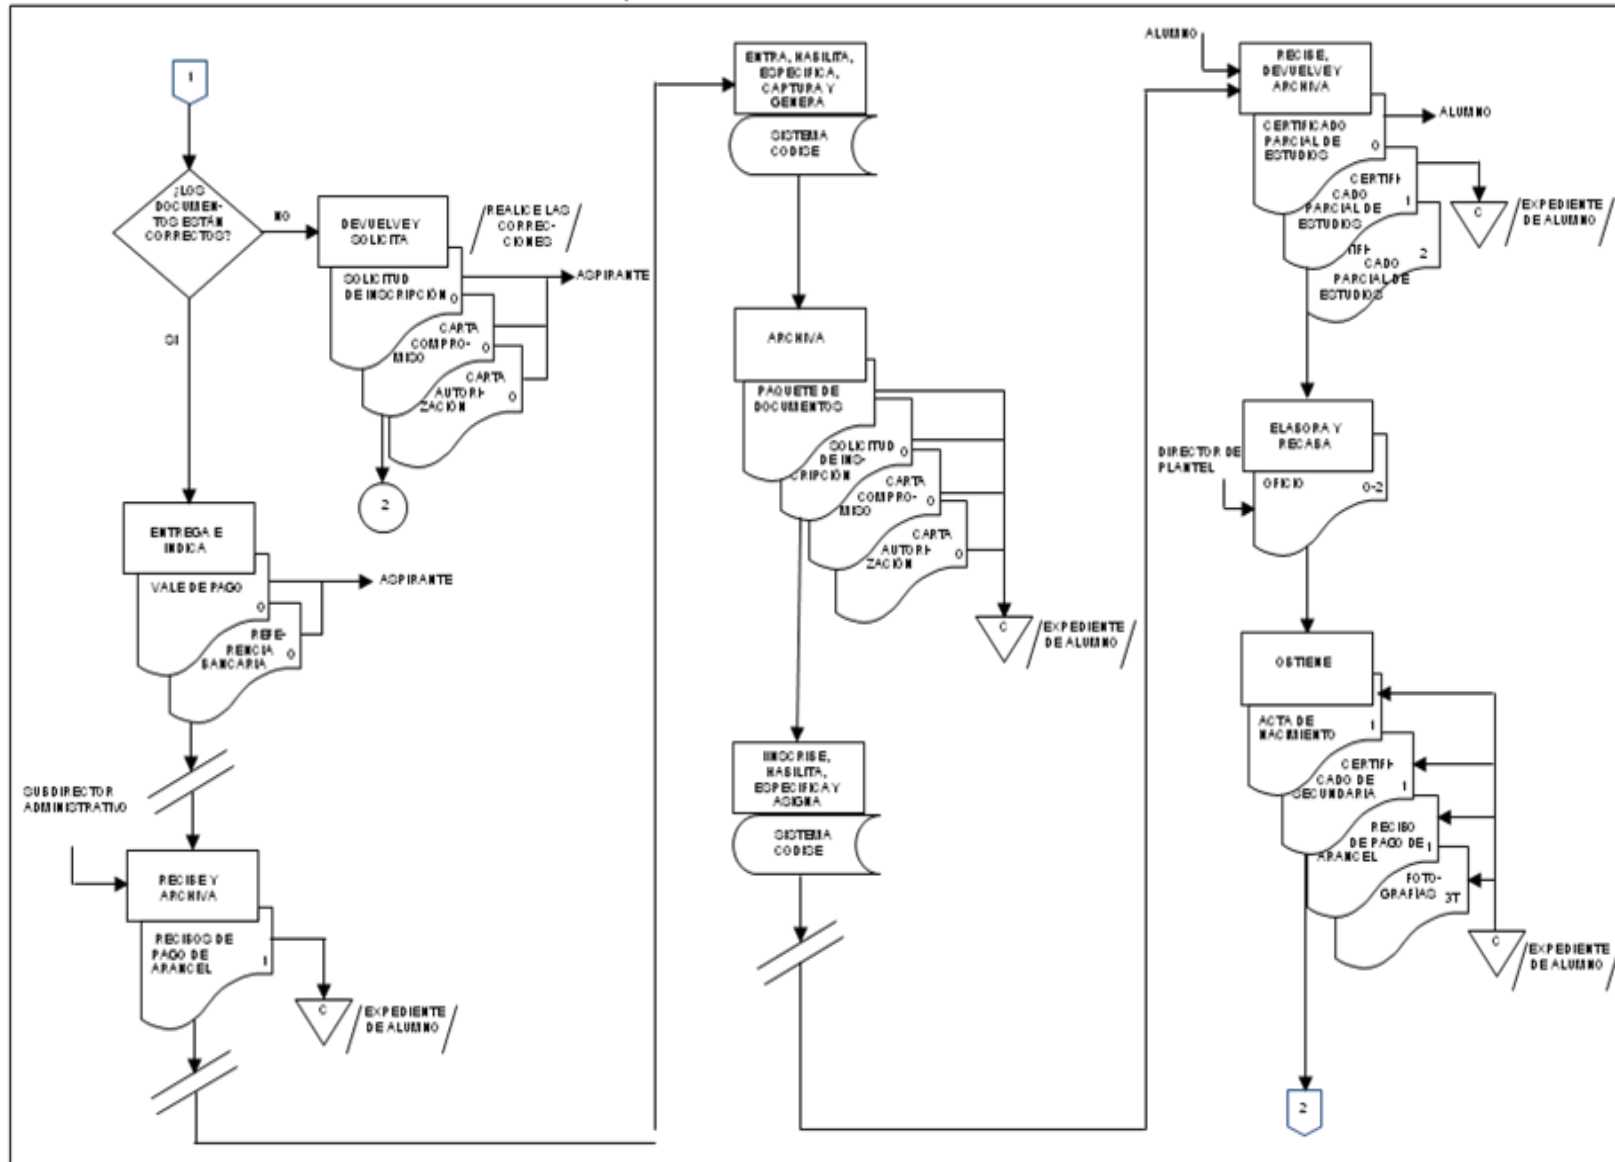 1
¿LOS
DOCUMEN-
TOS ESTÁN
CORRECTOS?
NO
SI
DEVUELVE Y
SOLICITA
REALICE LAS
CORREC-
CIONES
SOLICITUD
DE INSCRIPCIÓN
0
ASPIRANTE
CARTA
COMPRO-
MISO
0
CARTA
AUTORI-
ZACIÓN
0
2
ENTREGA E
INDICA
VALE DE PAGO
0
ASPIRANTE
REFE-
RENCIA
BANCARIA
0
SUBDIRECTOR
ADMINISTRATIVO
RECIBE Y
ARCHIVA
RECIBOS DE
PAGO DE
ARANCEL
1
C
EXPEDIENTE
DE ALUMNO
ENTRA, HABILITA,
ESPECIFICA,
CAPTURA Y
GENERA
SISTEMA
CODISE
ARCHIVA
PAQUETE DE
DOCUMENTOS
SOLICITUD
DE INS-
CRIPCIÓN
0
CARTA
COMPRO-
MISO
0
CARTA
AUTORI-
ZACIÓN
0
C
EXPEDIENTE
DE ALUMNO
IINSCRIBE,
HABILITA,
ESPECIFICA Y
ASIGNA
SISTEMA
CODISE
ALUMNO
RECIBE,
DEVUELVE Y
ARCHIVA
ALUMNO
CERTIFICADO
PARCIAL DE
ESTUDIOS
0
CERTIFI-
CADO
PARCIAL DE
ESTUDIOS
1
C
EXPEDIENTE
DE ALUMNO
TIFI-
CADO
PARCIAL DE
ESTUDIOS
2
ELABORA Y
RECABA
DIRECTOR DE
PLANTEL
OFICIO
0-2
OBTIENE
ACTA DE
NACIMIENTO
1
CERTIFI-
CADO DE
SECUNDARIA
1
RECIBO
DE PAGO DE
ARANCEL
1
FOTO-
GRAFÍAS
3T
C
EXPEDIENTE
DE ALUMNO
2